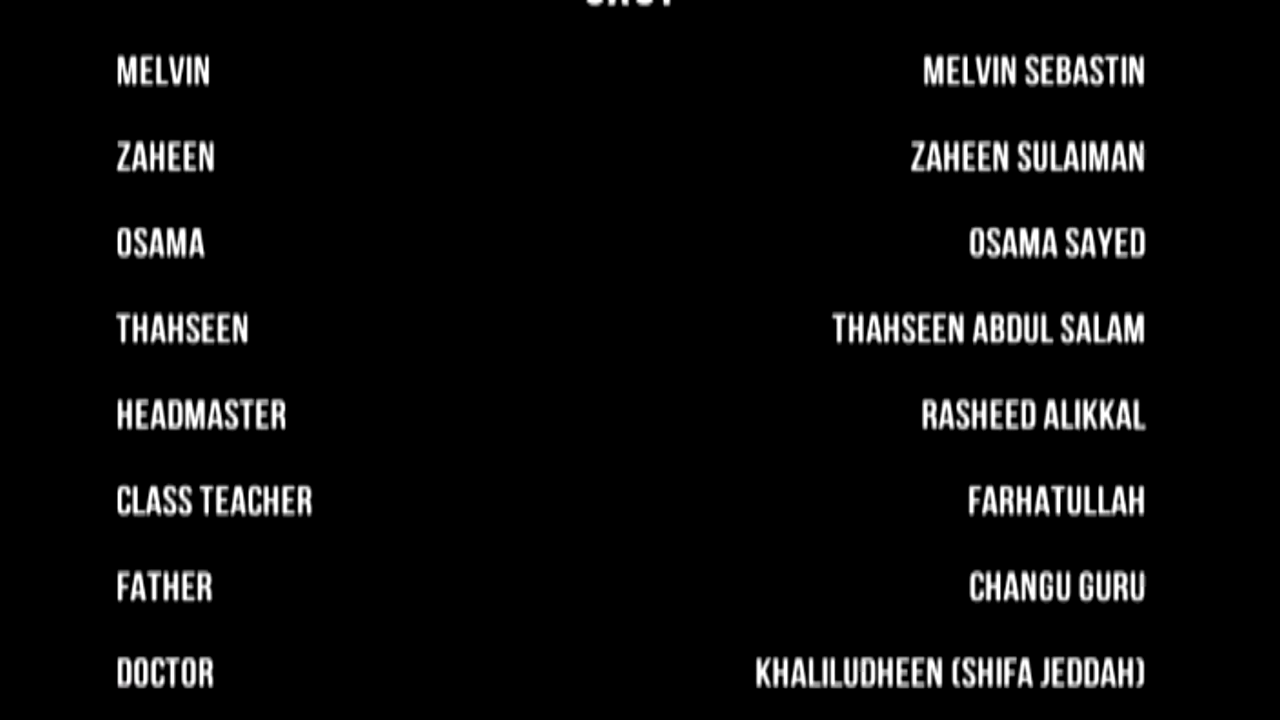 MELVIN MELVIN SEBASTIN
ZAHEEN ZAHEEN SULAIMAN
OSAMA OSAMA SAYED
THAHSEEN THAHSEEN ABDUL SALAM
HEADMASTER RASHEED ALIKKAL
CLASS TEACHER FARHATULLAH
FATHER CHANGU GURU
DOCTOR KHALILUDHEEN (SHIFA JEDDAH)